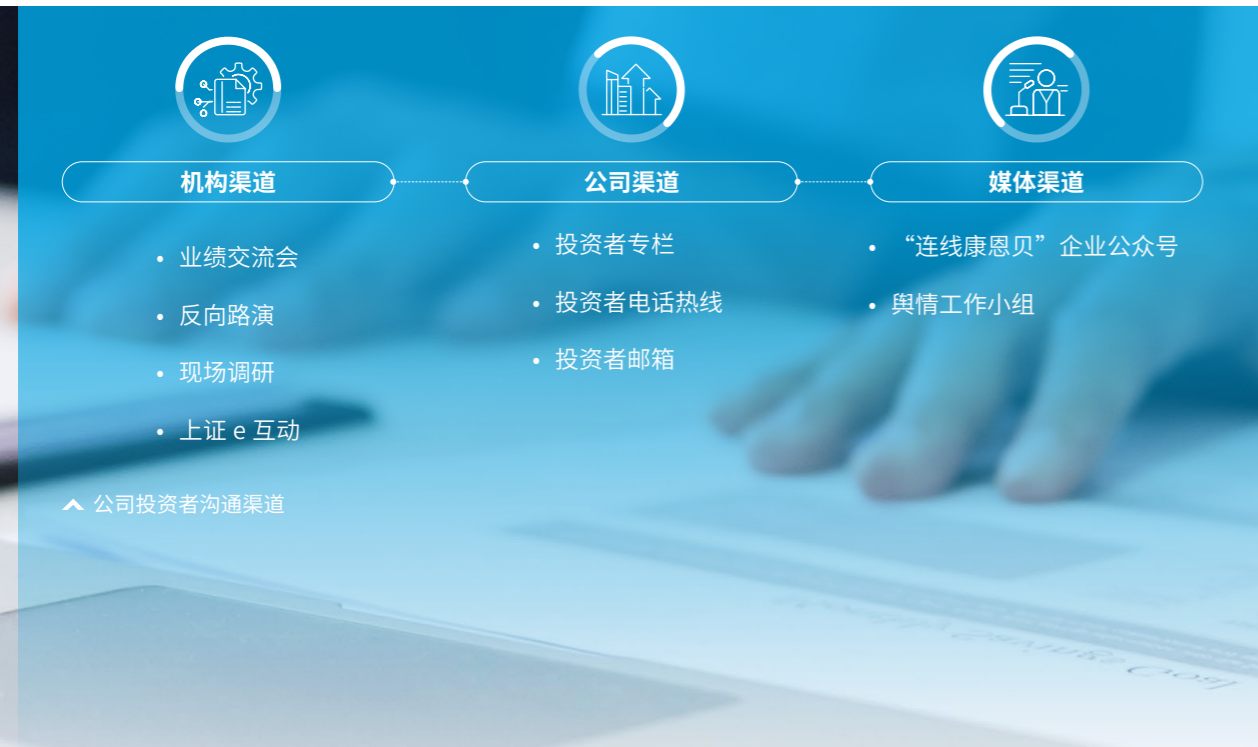 机构渠道
公司渠道
媒体渠道
• 业绩交流会
• 反向路演
• 现场调研
• 上证 e 互动
• 投资者专栏
• 投资者电话热线
• 投资者邮箱
• “连线康恩贝”企业公众号
• 舆情工作小组
公司投资者沟通渠道